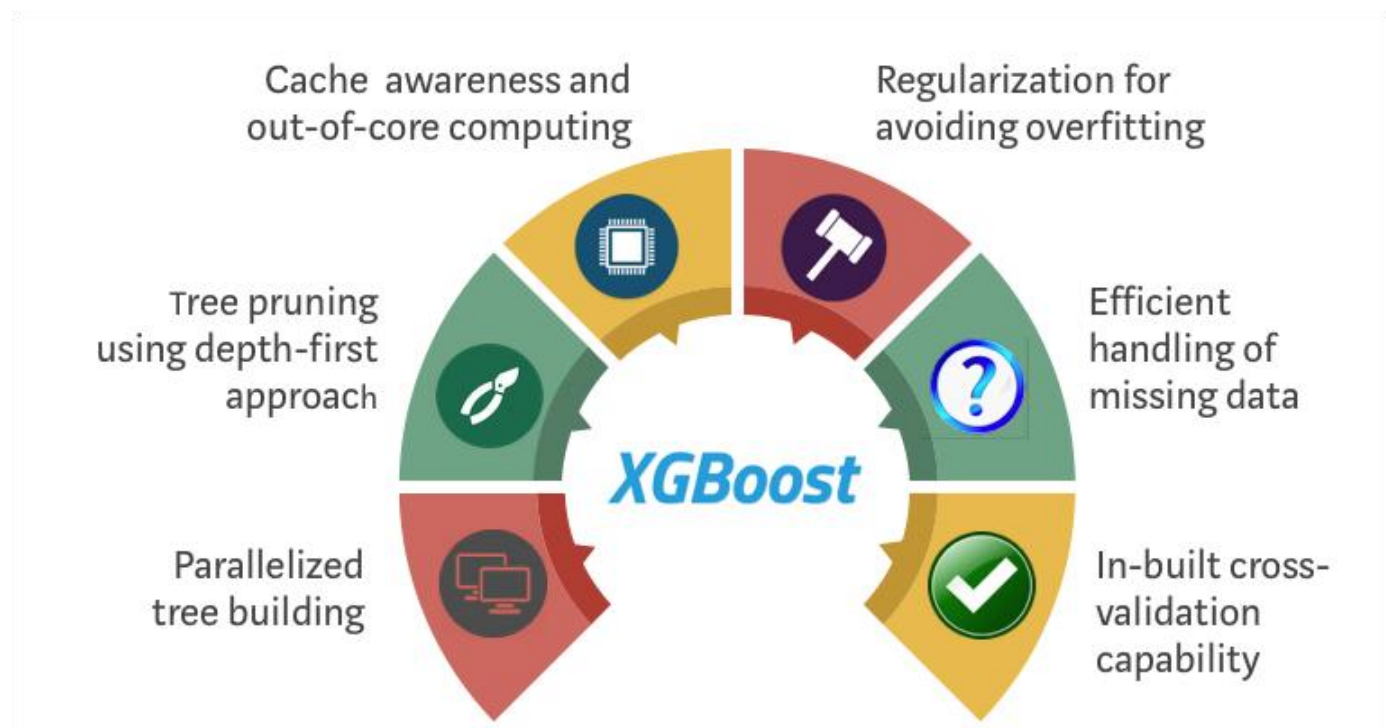 Cache awareness and
out-of-core computing
Regularization for
avoiding overfitting
Tree pruning
using depth-first
approach
Efficient
handling of
missing data
XGBoost
Parallelized
tree building
In-built cross-
validation
capability